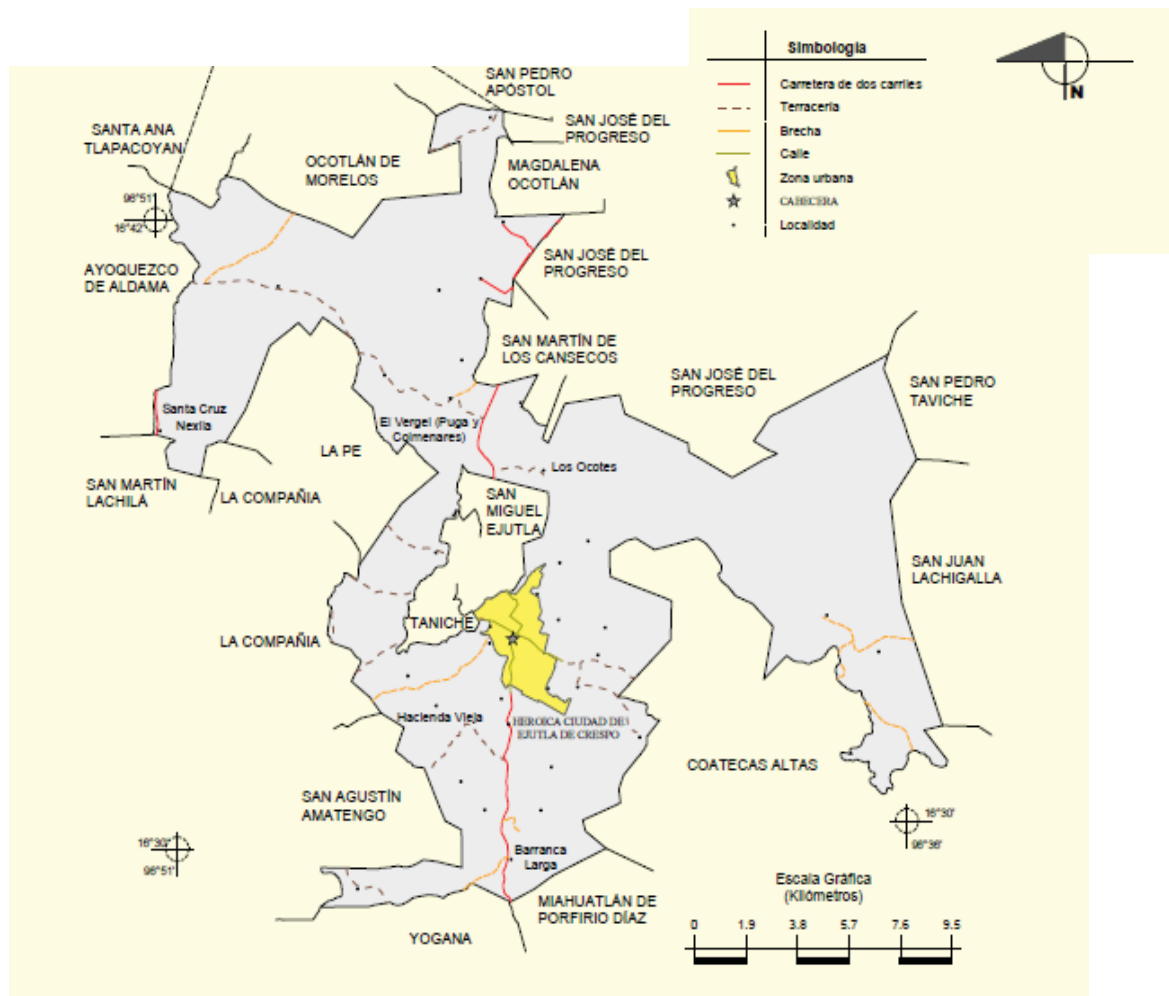 Simbología
Carretera de dos carriles
Terracería
Brecha
Calle
Zona urbana
CABECERA
Localidad
N
SAN PEDRO
APÓSTOL
SAN JOSÉ DEL
PROGRESO
SANTA ANA
TLAPACOYAN
OCOTLÁN DE
MORELOS
MAGDALENA
OCOTLÁN
96°51'
16°42'
SAN JOSÉ DEL
PROGRESO
AYOQUEZCO
DE ALDAMA
SAN MARTÍN DE
LOS CANSECOS
SAN JOSÉ DEL
PROGRESO
SAN PEDRO
TAVICHE
Santa Cruz
Nexila
El Vergel (Puga y
Colmenares)
LA PE
Los Ocotes
SAN MARTÍN
LACHILÁ
LA COMPAÑIA
SAN
MIGUEL
EJUTLA
SAN JUAN
LACHIGALLA
TANICHE
LA COMPAÑIA
Hacienda Vieja
HEROICA CIUDAD DE
EJUTLA DE CRESPO
COATECAS ALTAS
SAN AGUSTÍN
AMATENGO
16°30'
96°51'
16°30'
96°36'
Barranca
Larga
Escala Gráfica
(Kilómetros)
MIAHUATLÁN DE
PORFIRIO DÍAZ
0 1.9 3.8 5.7 7.6 9.5
YOGANA